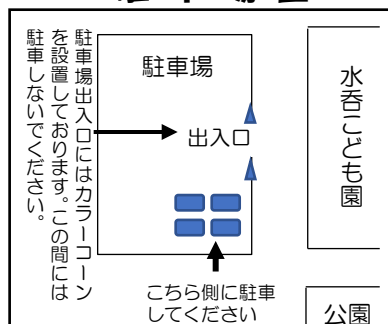 駐車場出入口にはカラーコーン
を設置しております。この間には
駐車しないでください。
駐車場
出入口
こちら側に駐車
してください
水呑こども園
公園